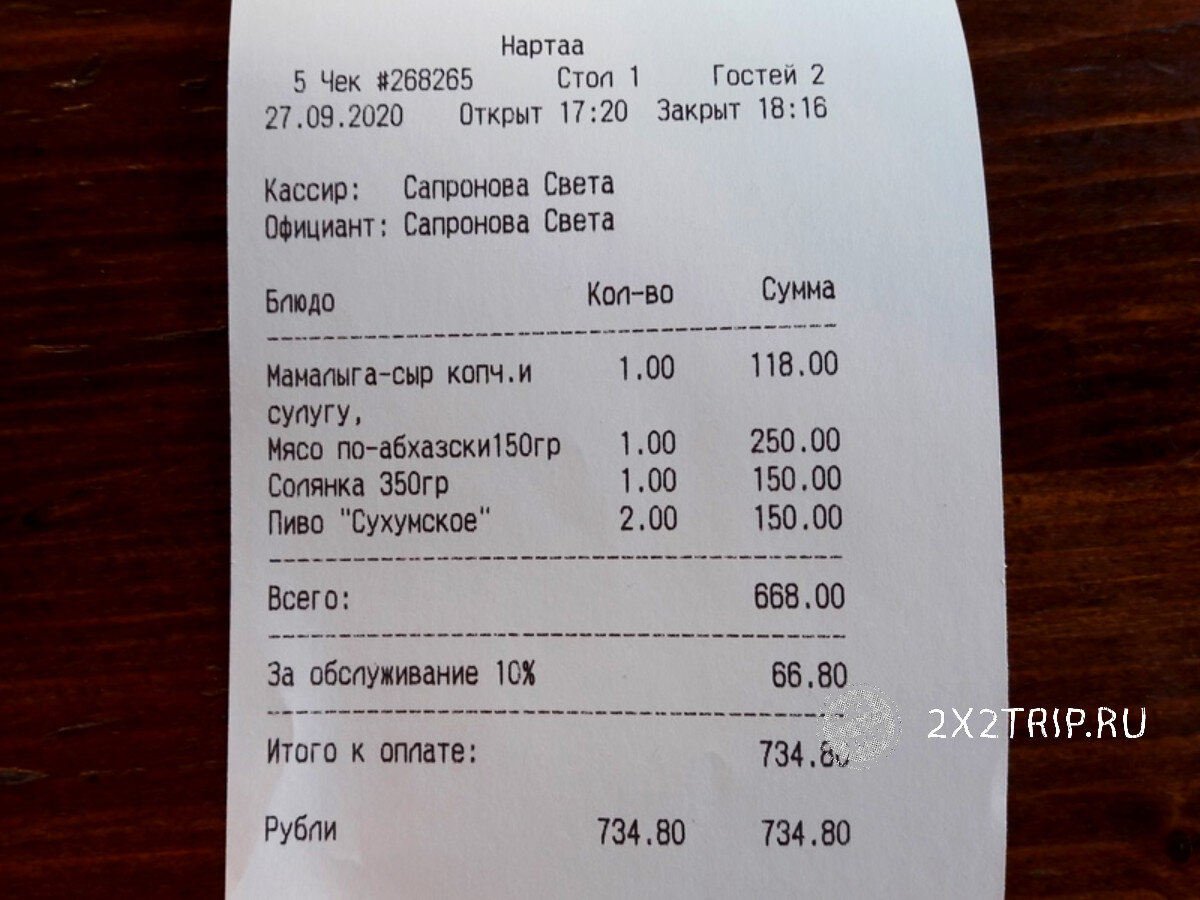 Нартаа
5 Чек #268265 Стол 1 Гостей 2
27.09.2020 Открыт 17:20 Закрыт 18:16
Кассир: Сапронова Света
Официант: Сапронова Света
Блюдо Кол-во Сумма
Мамалыга-сыр копч.и 1.00 118.00
сулугу,
Мясо по-абхазски150гр 1.00 250.00
Солянка 350гр 1.00 150.00
Пиво "Сухумское" 2.00 150.00
Всего: 668.00
За обслуживание 10% 66.80
2X2TRIP.RU
Итого к оплате: 734.80
Рубли 734.80 734.80